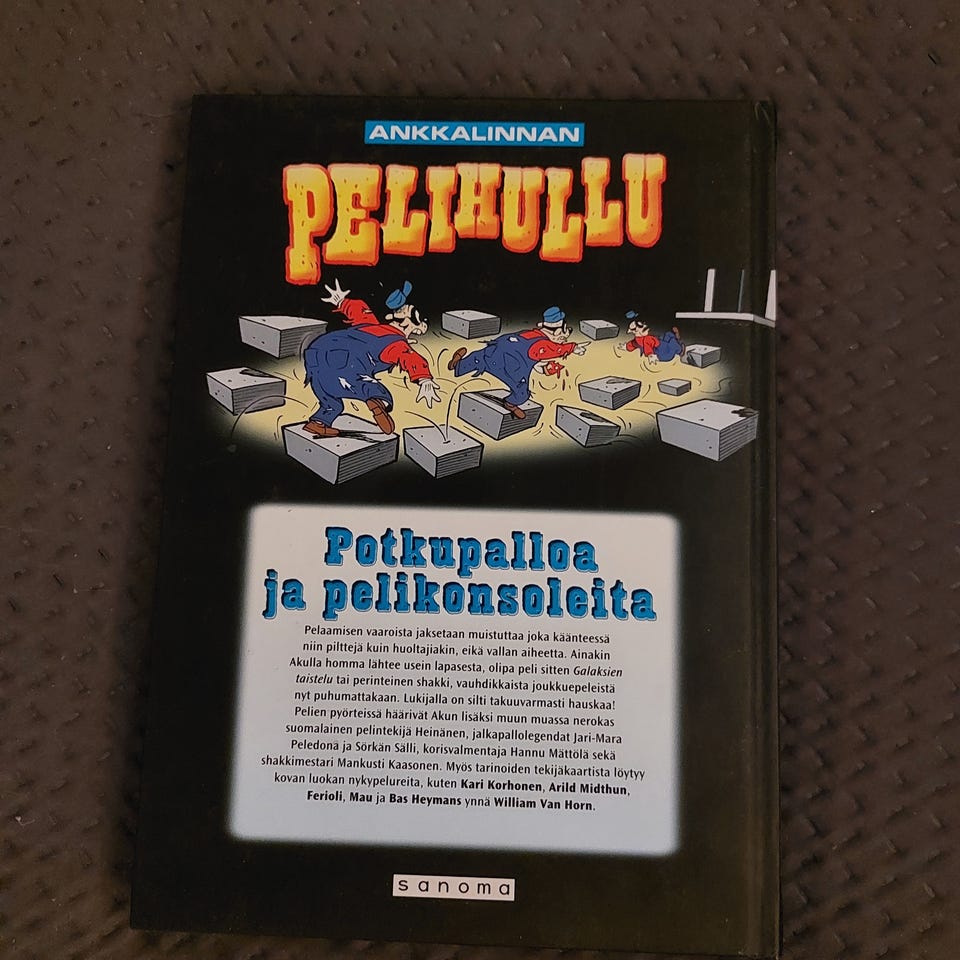 ANKKALINNAN
PELIHULLU
Potkupalloa
ja pelikonsoleita
Pelaamisen vaaroista jaksetaan muistuttaa joka käänteessä
niin pilttejä kuin huoltajiakin, eikä vallan aiheetta. Ainakin
Akulla homma lähtee usein lapasesta, olipa peli sitten Galaksien
taistelu tai perinteinen shakki, vauhdikkaista joukkuepeleistä
nyt puhumattakaan. Lukijalla on silti takuuvarmasti hauskaa!
Pelien pyörteissä häärivät Akun lisäksi muun muassa nerokas
suomalainen pelintekijä Heinänen, jalkapallolegendat Jari-Mara
Peledonä ja Sörkän Sälli, korisvalmentaja Hannu Mättölä sekä
shakkimestari Mankusti Kaasonen. Myös tarinoiden tekijäkaartista löytyy
kovan luokan nykypelureita, kuten Kari Korhonen, Arild Midthun,
Ferioli, Mau ja Bas Heymans ynnä William Van Horn.
sanoma